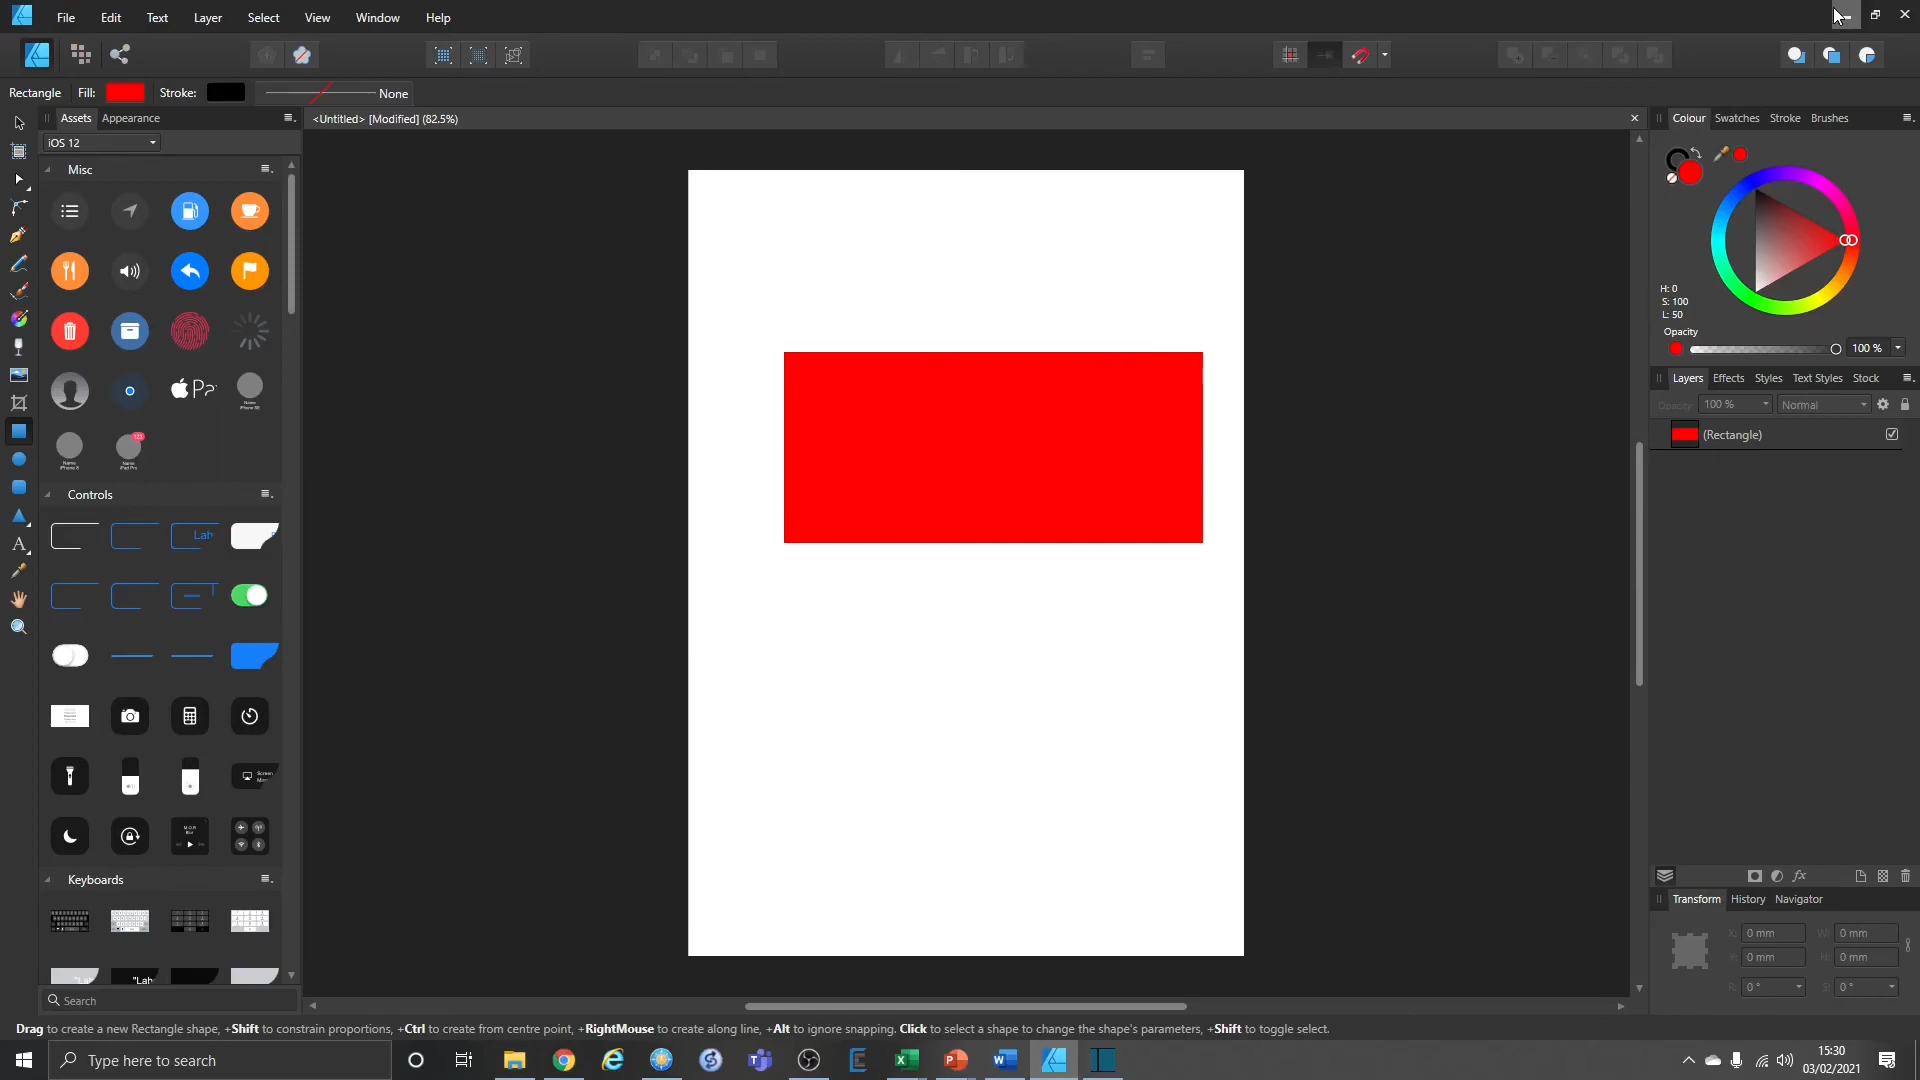 File Edit Text Layer Select View Window Help
Rectangle Fill: Stroke: None
Assets Appearance
<Untitled> [Modified] (82.5%)
Colour Swatches Stroke Brushes
iOS 12
Misc
H: 0
S: 100
L: 50
Opacity
100 %
Layers Effects Styles Text Styles Stock
Opacity: 100 % Normal
(Rectangle)
Controls
Lab
Keyboards
"Lab
Search
Transform History Navigator
X: 0 mm W: 0 mm
Y: 0 mm H: 0 mm
R: 0 ° S: 0 °
Drag to create a new Rectangle shape, +Shift to constrain proportions, +Ctrl to create from centre point, +RightMouse to create along line, +Alt to ignore snapping. Click to select a shape to change the shape's parameters, +Shift to toggle select.
Type here to search
15:30
03/02/2021